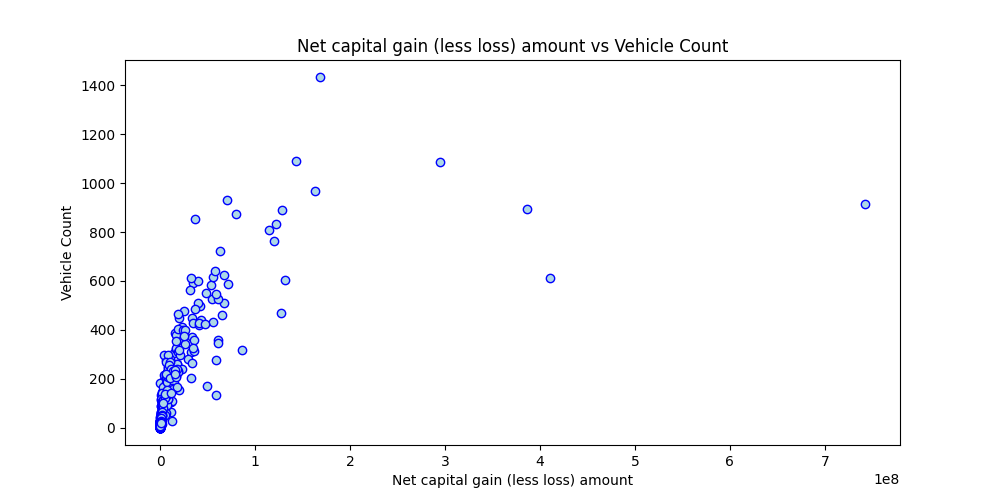 Net capital gain (less loss) amount vs Vehicle Count
1400
1200
1000
800
600
400
200
0
Vehicle Count
0 1 2 3 4 5 6 7
1e8
Net capital gain (less loss) amount